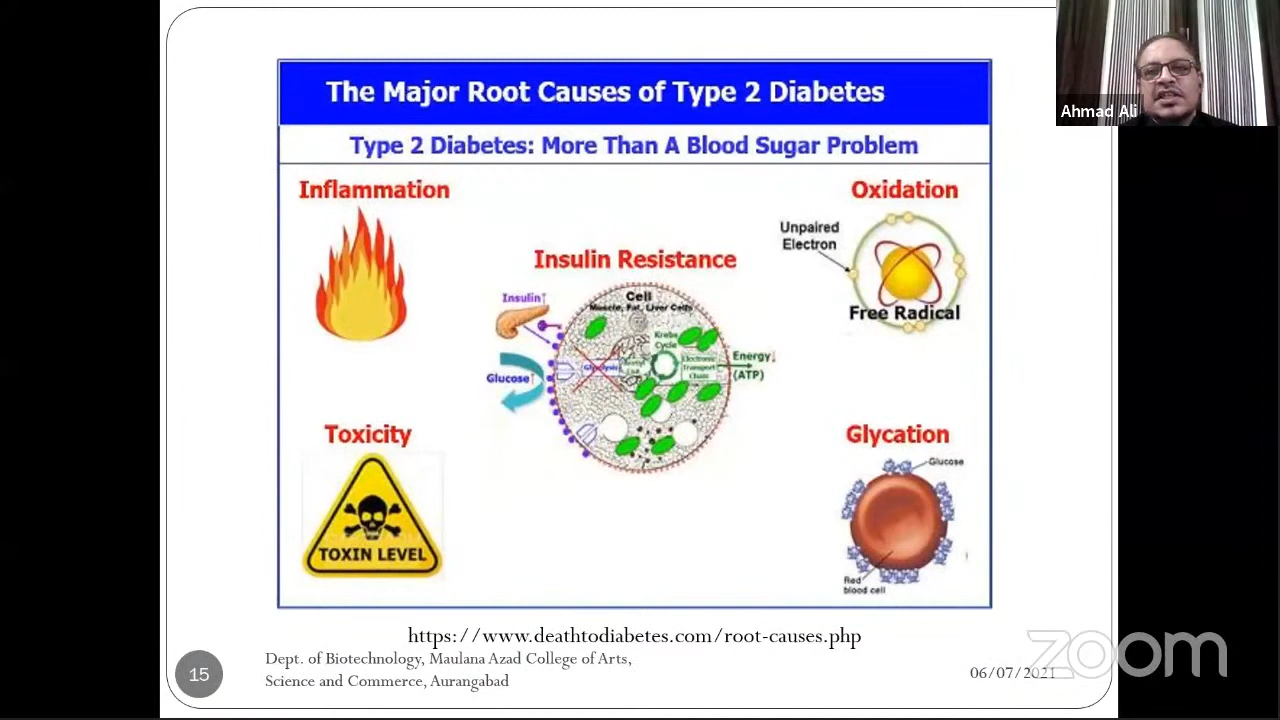 The Major Root Causes of Type 2 Diabetes
Type 2 Diabetes: More Than A Blood Sugar Problem
Inflammation
Oxidation
Unpaired
Electron
Free Radical
Insulin Resistance
Insulin↑
Cell
Muscle, Fat, Liver Cells
Krebs
Cycle
Glucose↑
Glycolysis
Electronic
Transport
Chain
Energy↓
(ATP)
Toxicity
TOXIN LEVEL
Glycation
Glucose
Red
blood cell
https://www.deathtodiabetes.com/root-causes.php
15
Dept. of Biotechnology, Maulana Azad College of Arts,
Science and Commerce, Aurangabad
06/07/2021
Ahmad Ali
zoom